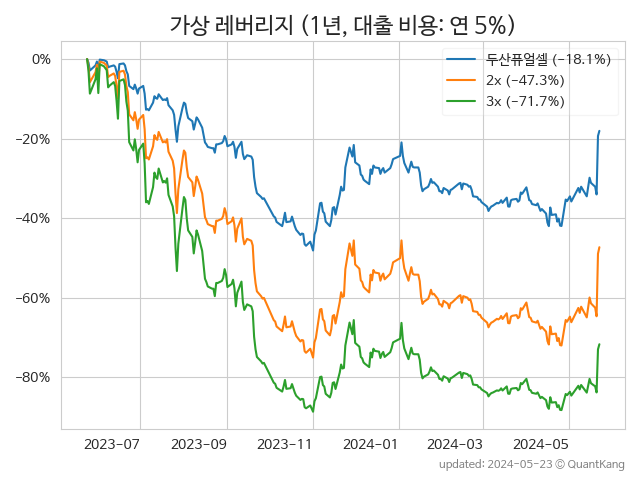 가상 레버리지 (1년, 대출 비용: 연 5%)
두산퓨얼셀 (−18.1%)
2x (−47.3%)
3x (−71.7%)
0%
−20%
−40%
−60%
−80%
2023-07 2023-09 2023-11 2024-01 2024-03 2024-05
updated: 2024-05-23 ⓒ QuantKang